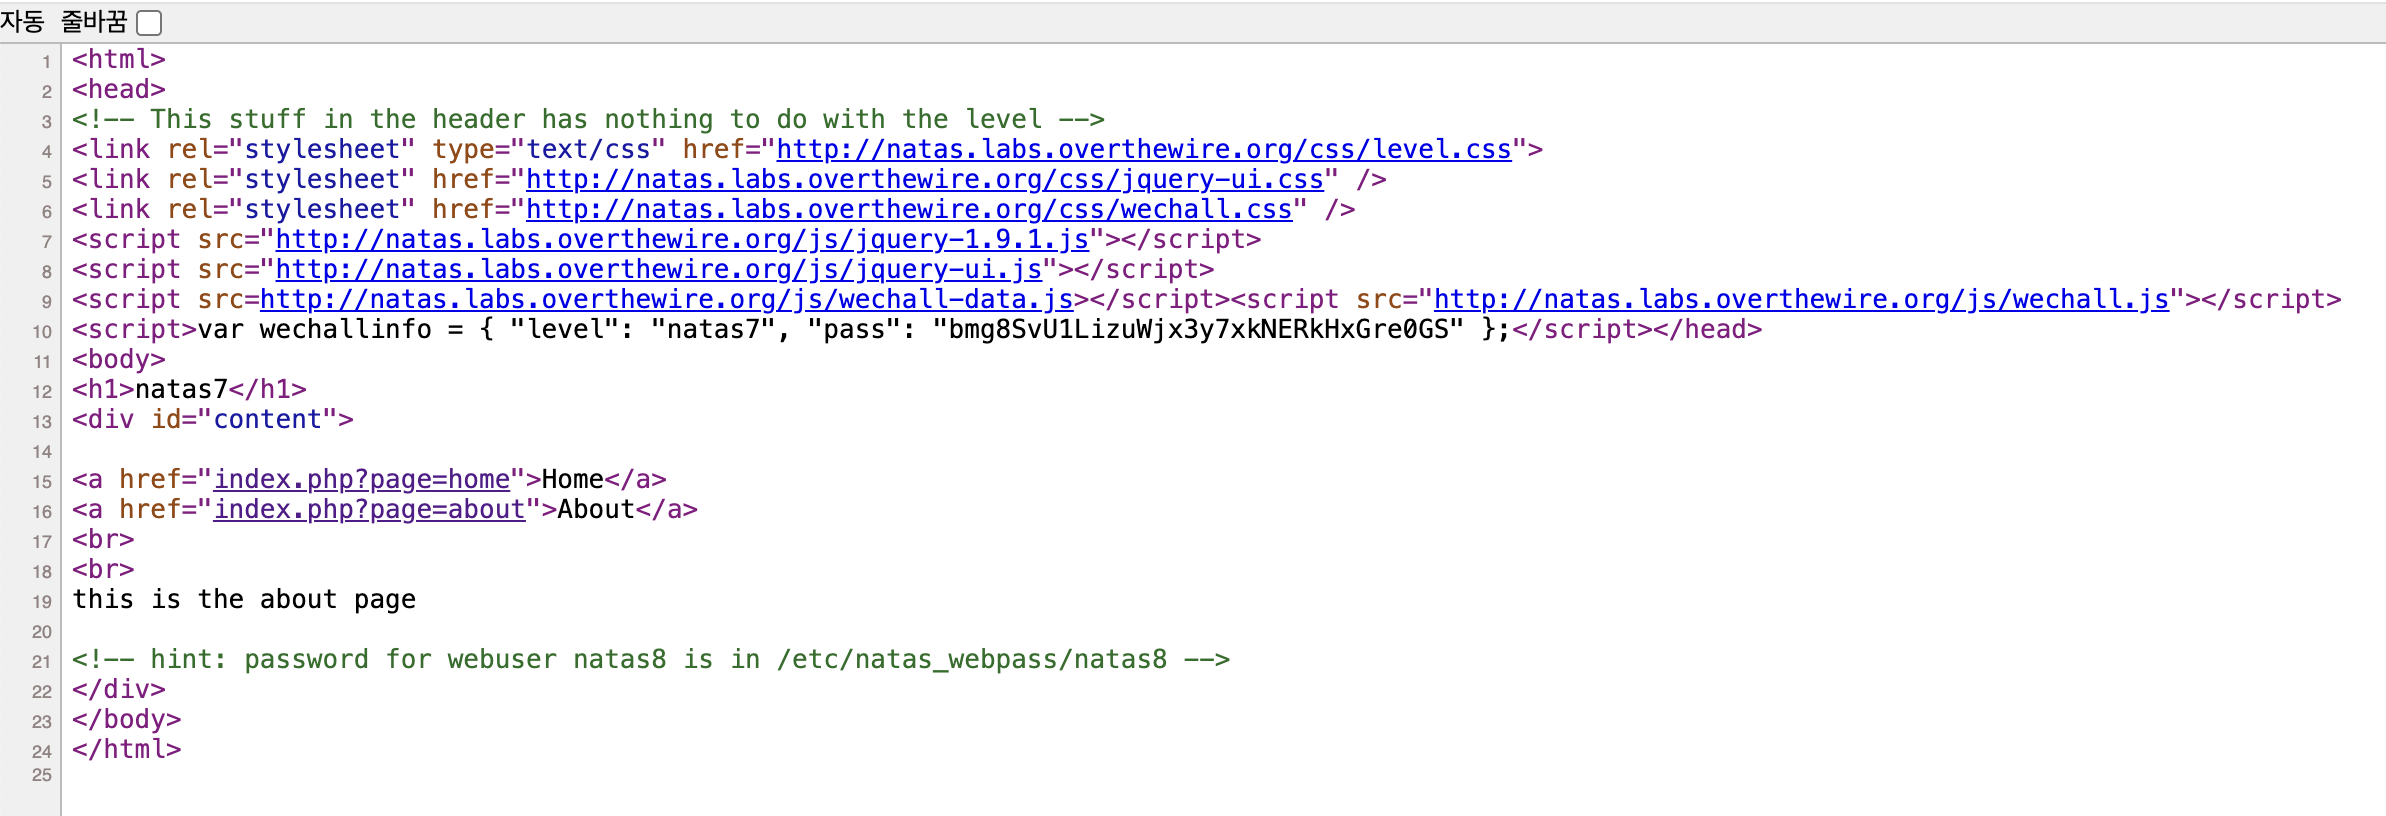 자동 줄바꿈
1 <html>
2 <head>
3 <!-- This stuff in the header has nothing to do with the level -->
4 <link rel="stylesheet" type="text/css" href="http://natas.labs.overthewire.org/css/level.css">
5 <link rel="stylesheet" href="http://natas.labs.overthewire.org/css/jquery-ui.css" />
6 <link rel="stylesheet" href="http://natas.labs.overthewire.org/css/wechall.css" />
7 <script src="http://natas.labs.overthewire.org/js/jquery-1.9.1.js"></script>
8 <script src="http://natas.labs.overthewire.org/js/jquery-ui.js"></script>
9 <script src=http://natas.labs.overthewire.org/js/wechall-data.js></script><script src="http://natas.labs.overthewire.org/js/wechall.js"></script>
10 <script>var wechallinfo = { "level": "natas7", "pass": "bmg8SvU1LizuWjx3y7xkNERkHxGre0GS" };</script></head>
11 <body>
12 <h1>natas7</h1>
13 <div id="content">
14
15 <a href="index.php?page=home">Home</a>
16 <a href="index.php?page=about">About</a>
17 <br>
18 <br>
19 this is the about page
20
21 <!-- hint: password for webuser natas8 is in /etc/natas_webpass/natas8 -->
22 </div>
23 </body>
24 </html>
25